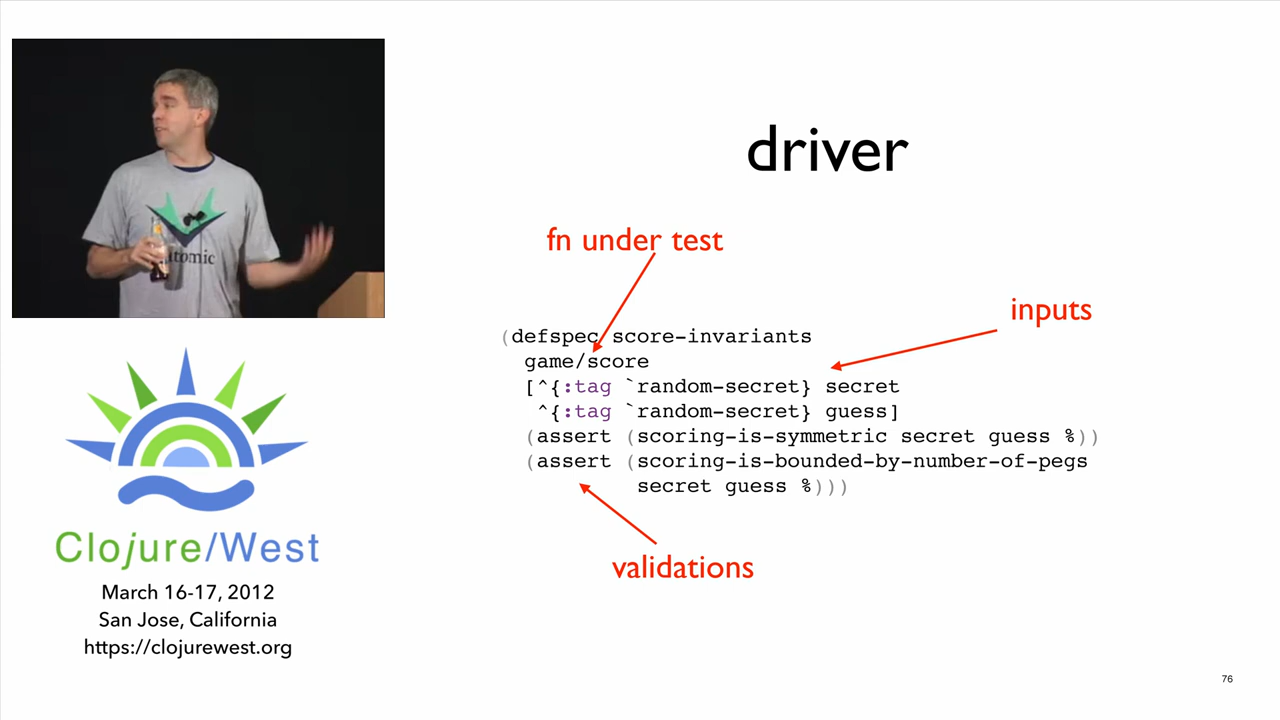 driver
fn under test
inputs
(defspec score-invariants
game/score
[^{:tag `random-secret} secret
^{:tag `random-secret} guess]
(assert (scoring-is-symmetric secret guess %))
(assert (scoring-is-bounded-by-number-of-pegs
secret guess %)))
validations
atomic
Clojure/West
March 16-17, 2012
San Jose, California
https://clojurewest.org
76